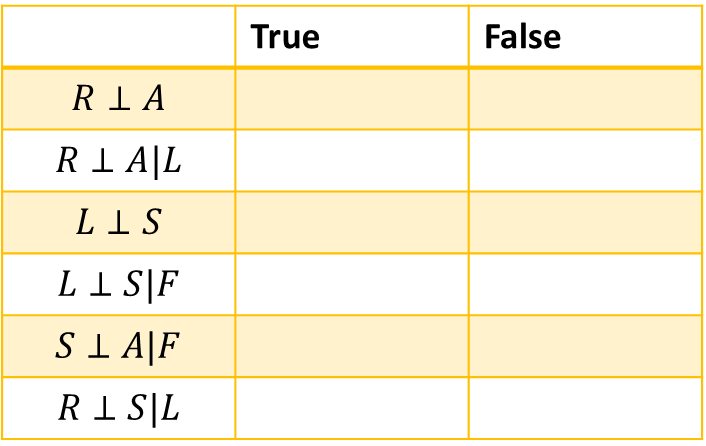 True False
R ⊥ A
R ⊥ A|L
L ⊥ S
L ⊥ S|F
S ⊥ A|F
R ⊥ S|L